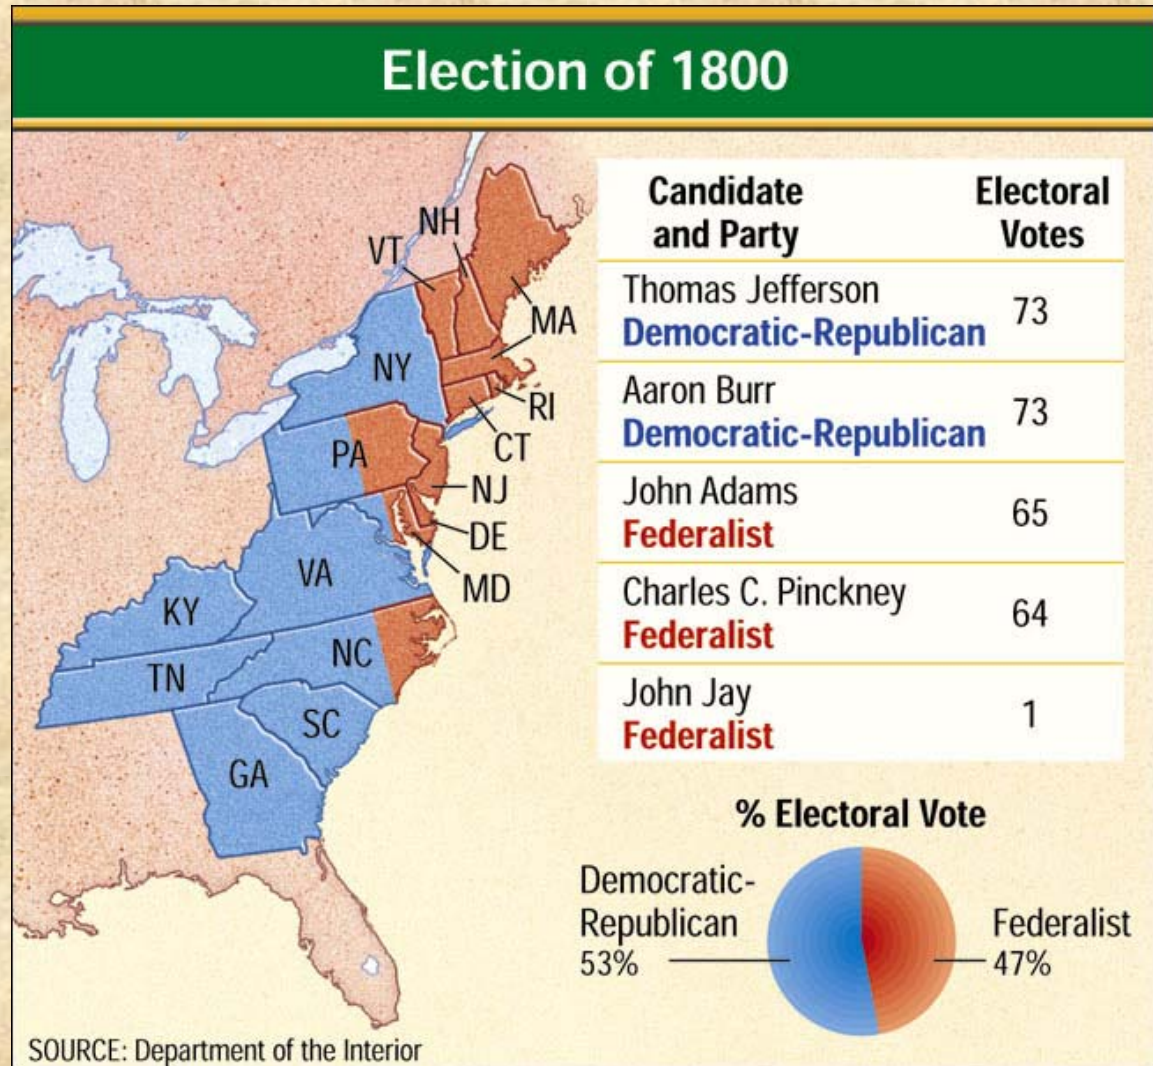 Election of 1800
NH
VT
MA
NY
RI
CT
PA
NJ
DE
MD
VA
KY
NC
TN
SC
GA
Candidate
and Party
Electoral
Votes
Thomas Jefferson
Democratic-Republican
73
Aaron Burr
Democratic-Republican
73
John Adams
Federalist
65
Charles C. Pinckney
Federalist
64
John Jay
Federalist
1
% Electoral Vote
Democratic-
Republican
53%
Federalist
47%
SOURCE: Department of the Interior